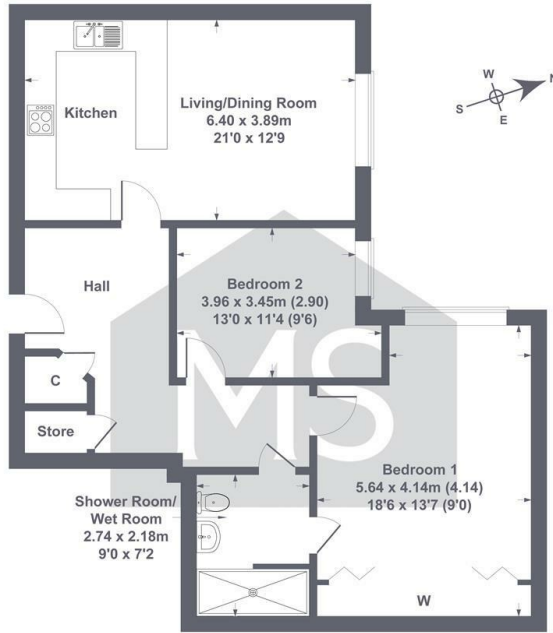 Kitchen
Living/Dining Room
6.40 x 3.89m
21'0 x 12'9
W
N
S
E
Hall
Bedroom 2
3.96 x 3.45m (2.90)
13'0 x 11'4 (9'6)
MS
C
Store
Bedroom 1
5.64 x 4.14m (4.14)
18'6 x 13'7 (9'0)
Shower Room/
Wet Room
2.74 x 2.18m
9'0 x 7'2
W